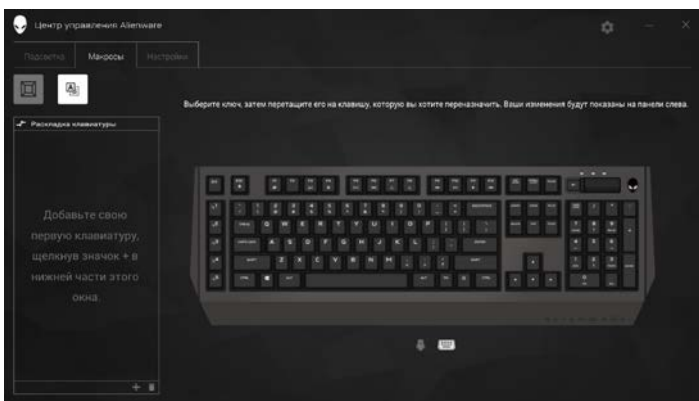 Центр управления Alienware
Подсветка Макросы Настройки
Выберите ключ, затем перетащите его на клавишу, которую вы хотите переназначить. Ваши изменения будут показаны на панели слева.
Раскладка клавиатуры
Добавьте свою
первую клавиатуру,
щелкнув значок + в
нижней части этого
окна.
Q W E R T Y U I O P
A S D F G H J K L
Z X C V B N M